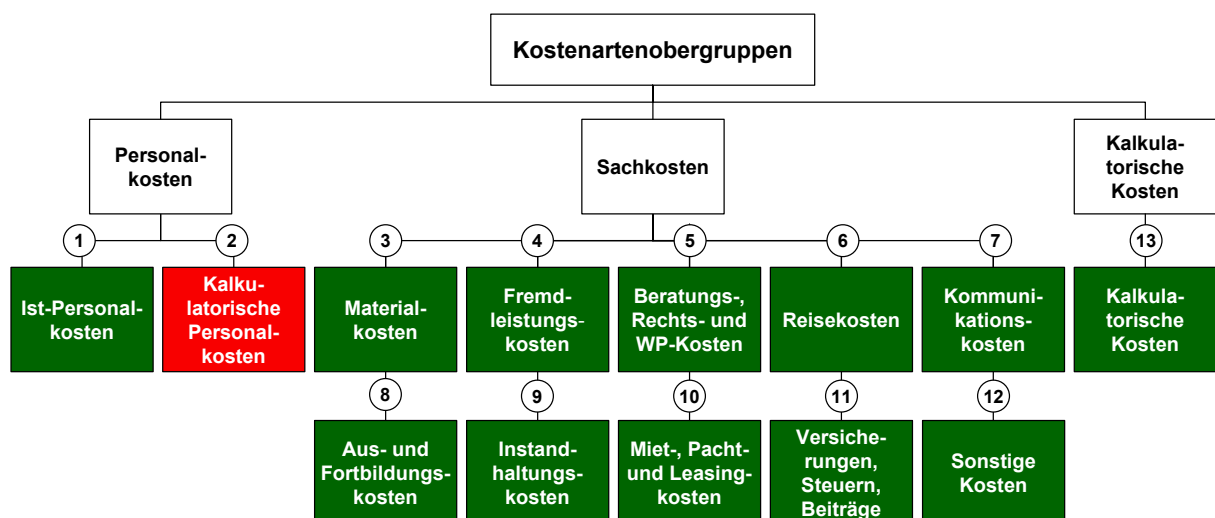 Kostenartenobergruppen
Personal-
kosten
Sachkosten
Kalkula-
torische
Kosten
1
2
3
4
5
6
7
13
Ist-Personal-
kosten
Kalku-
latorische
Personal-
kosten
Material-
kosten
Fremd-
leistungs-
kosten
Beratungs-,
Rechts- und
WP-Kosten
Reisekosten
Kommuni-
kations-
kosten
Kalkula-
torische
Kosten
8
9
10
11
12
Aus- und
Fortbildungs-
kosten
Instand-
haltungs-
kosten
Miet-, Pacht-
und Leasing-
kosten
Versiche-
rungen,
Steuern,
Beiträge
Sonstige
Kosten